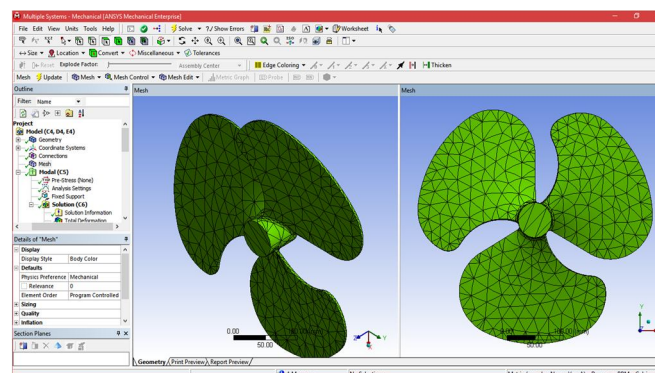 Multiple Systems - Mechanical [ANSYS Mechanical Enterprise]
File Edit View Units Tools Help Solve ?/ Show Errors Worksheet
Size Location Convert Miscellaneous Tolerances
Reset Explode Factor: Assembly Center Edge Coloring Thicken
Mesh Update Mesh Mesh Control Mesh Edit Metric Graph Probe
Outline
Filter: Name
Project
Model (C4, D4, E4)
Geometry
Coordinate Systems
Connections
Mesh
Modal (C5)
Pre-Stress (None)
Analysis Settings
Fixed Support
Solution (C6)
Solution Information
Total Deformation
Details of "Mesh"
Display
Display Style Body Color
Defaults
Physics Preference Mechanical
Relevance 0
Element Order Program Controlled
Sizing
Quality
Inflation
Section Planes
Mesh
0.00
50.00
Z Y
Mesh
50.00
Y
Geometry Print Preview Report Preview